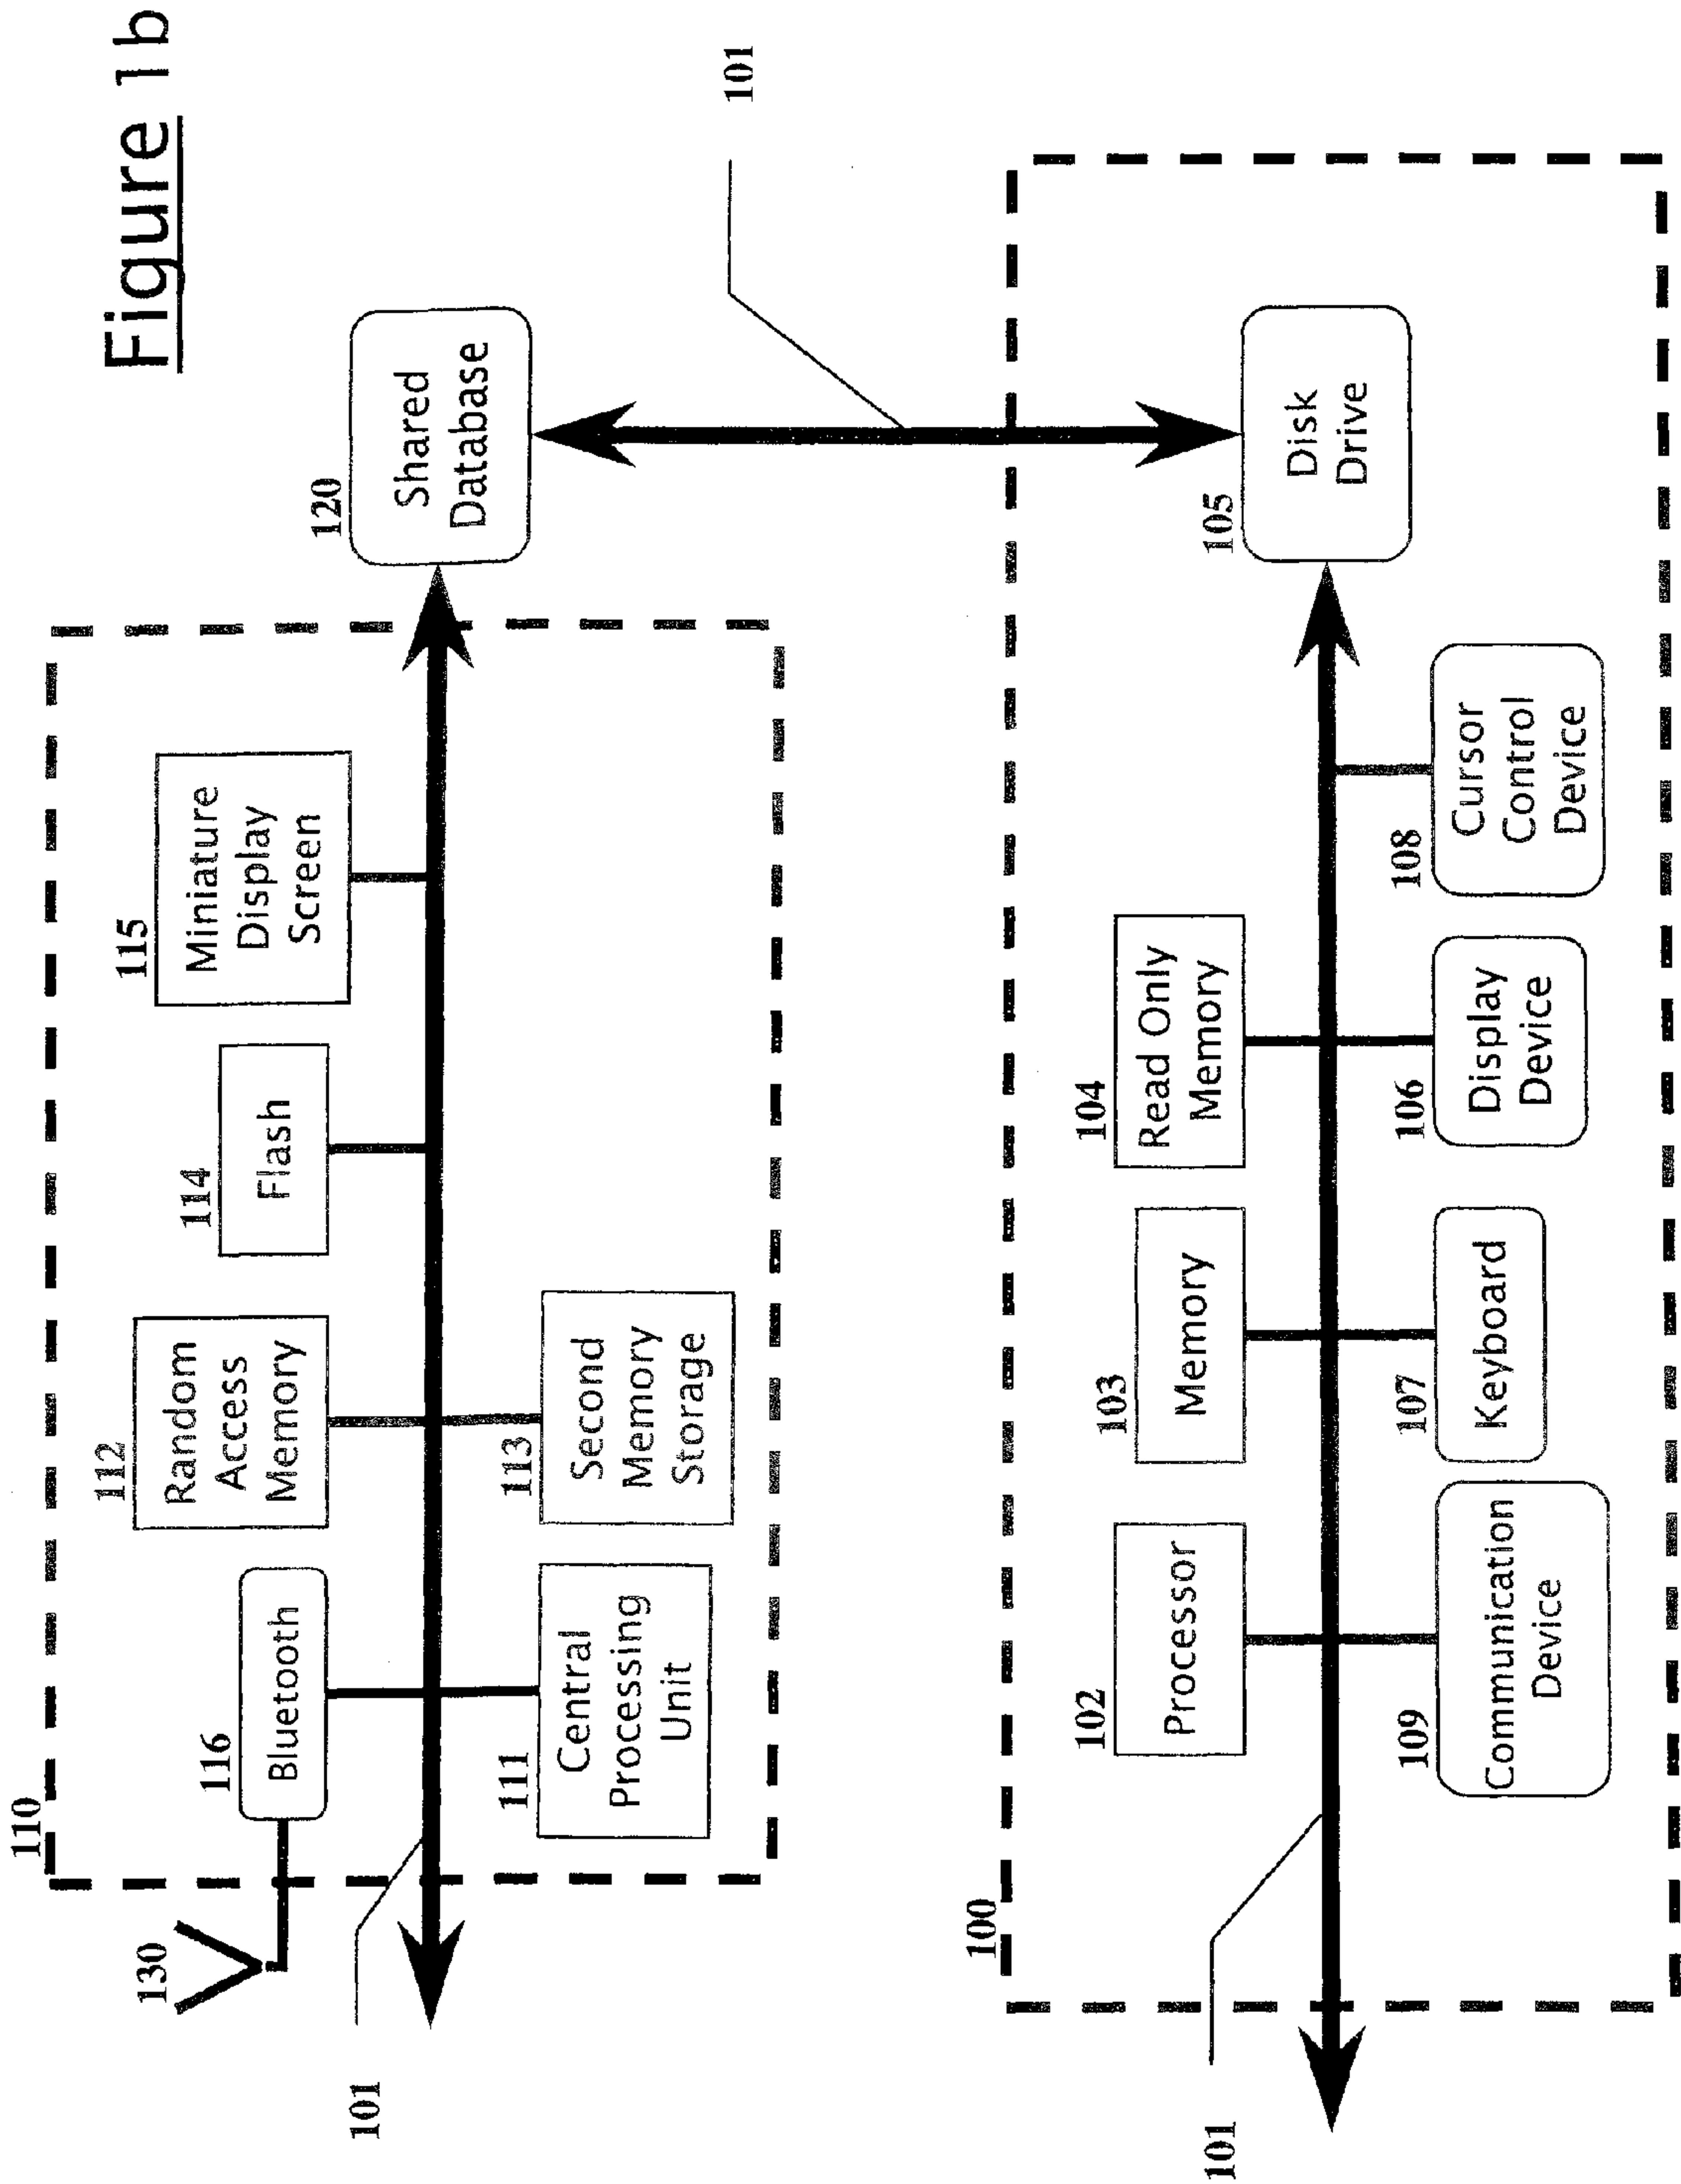 Figure 1b
110
130
116
Bluetooth
112
Random
Access
Memory
114
Flash
115
Miniature
Display
Screen
120
Shared
Database
101
111
Central
Processing
Unit
113
Second
Memory
Storage
101
100
102
Processor
103
Memory
104
Read Only
Memory
105
Disk
Drive
101
109
Communication
Device
107
Keyboard
106
Display
Device
108
Cursor
Control
Device